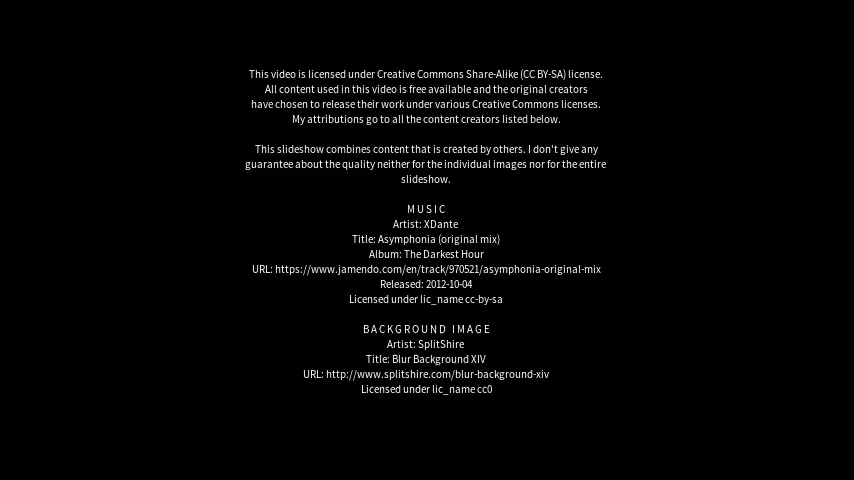 This video is licensed under Creative Commons Share-Alike (CC BY-SA) license.
All content used in this video is free available and the original creators
have chosen to release their work under various Creative Commons licenses.
My attributions go to all the content creators listed below.
This slideshow combines content that is created by others. I don't give any
guarantee about the quality neither for the individual images nor for the entire
slideshow.
MUSIC
Artist: XDante
Title: Asymphonia (original mix)
Album: The Darkest Hour
URL: https://www.jamendo.com/en/track/970521/asymphonia-original-mix
Released: 2012-10-04
Licensed under lic_name cc-by-sa
BACKGROUND IMAGE
Artist: SplitShire
Title: Blur Background XIV
URL: http://www.splitshire.com/blur-background-xiv
Licensed under lic_name cc0